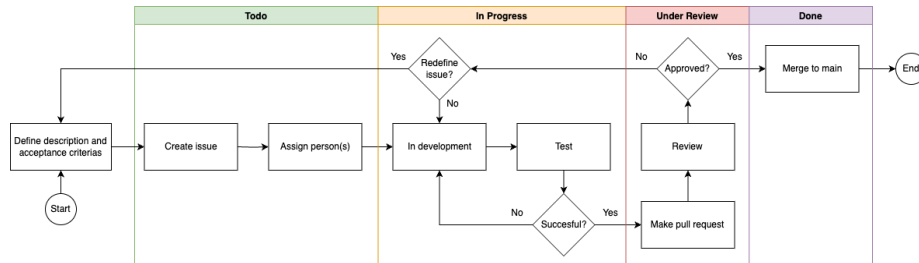 Todo
In Progress
Under Review
Done
Yes
Redefine
issue?
No
Approved?
Yes
Merge to main
End
No
Define description and
acceptance criterias
Create issue
Assign person(s)
In development
Test
Review
Start
No
Succesful?
Yes
Make pull request